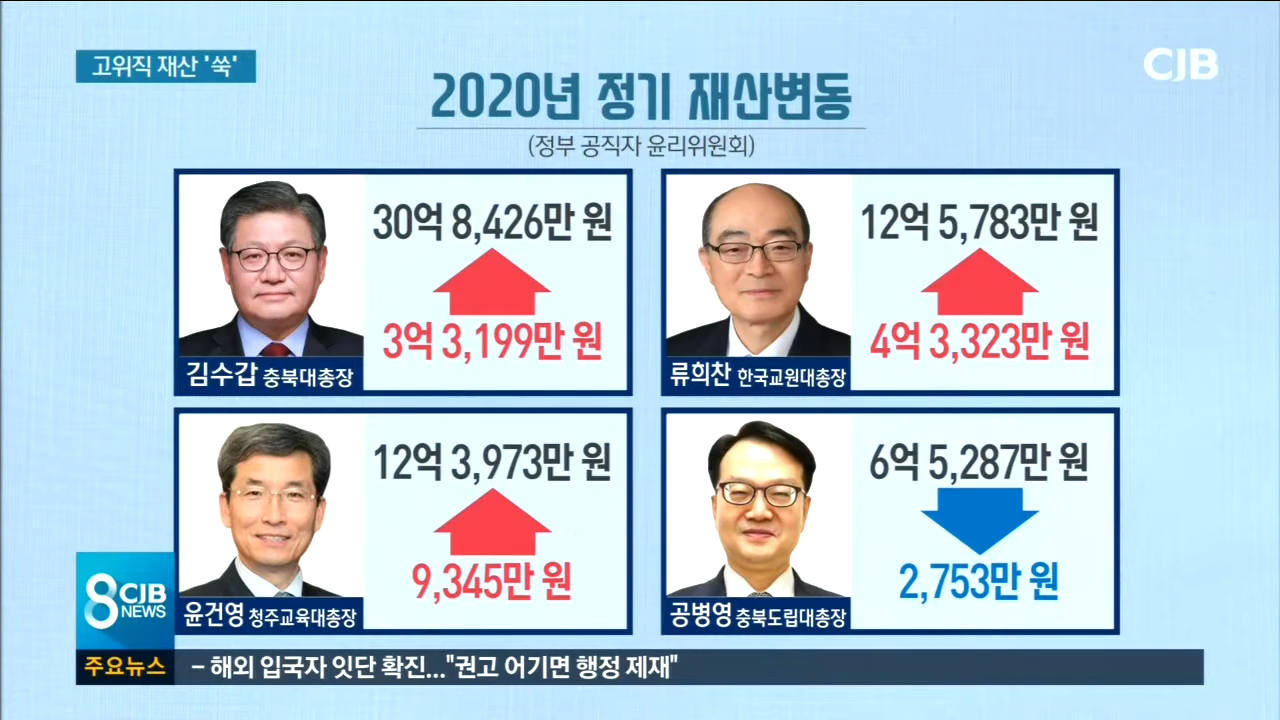 고위직 재산 '쑥'
CJB
2020년 정기 재산변동
(정부 공직자 윤리위원회)
30억 8,426만 원
3억 3,199만 원
김수갑 충북대총장
12억 5,783만 원
4억 3,323만 원
류희찬 한국교원대총장
12억 3,973만 원
9,345만 원
윤건영 청주교육대총장
6억 5,287만 원
2,753만 원
공병영 충북도립대총장
8 CJB
NEWS
주요뉴스 - 해외 입국자 잇단 확진..."권고 어기면 행정 제재"